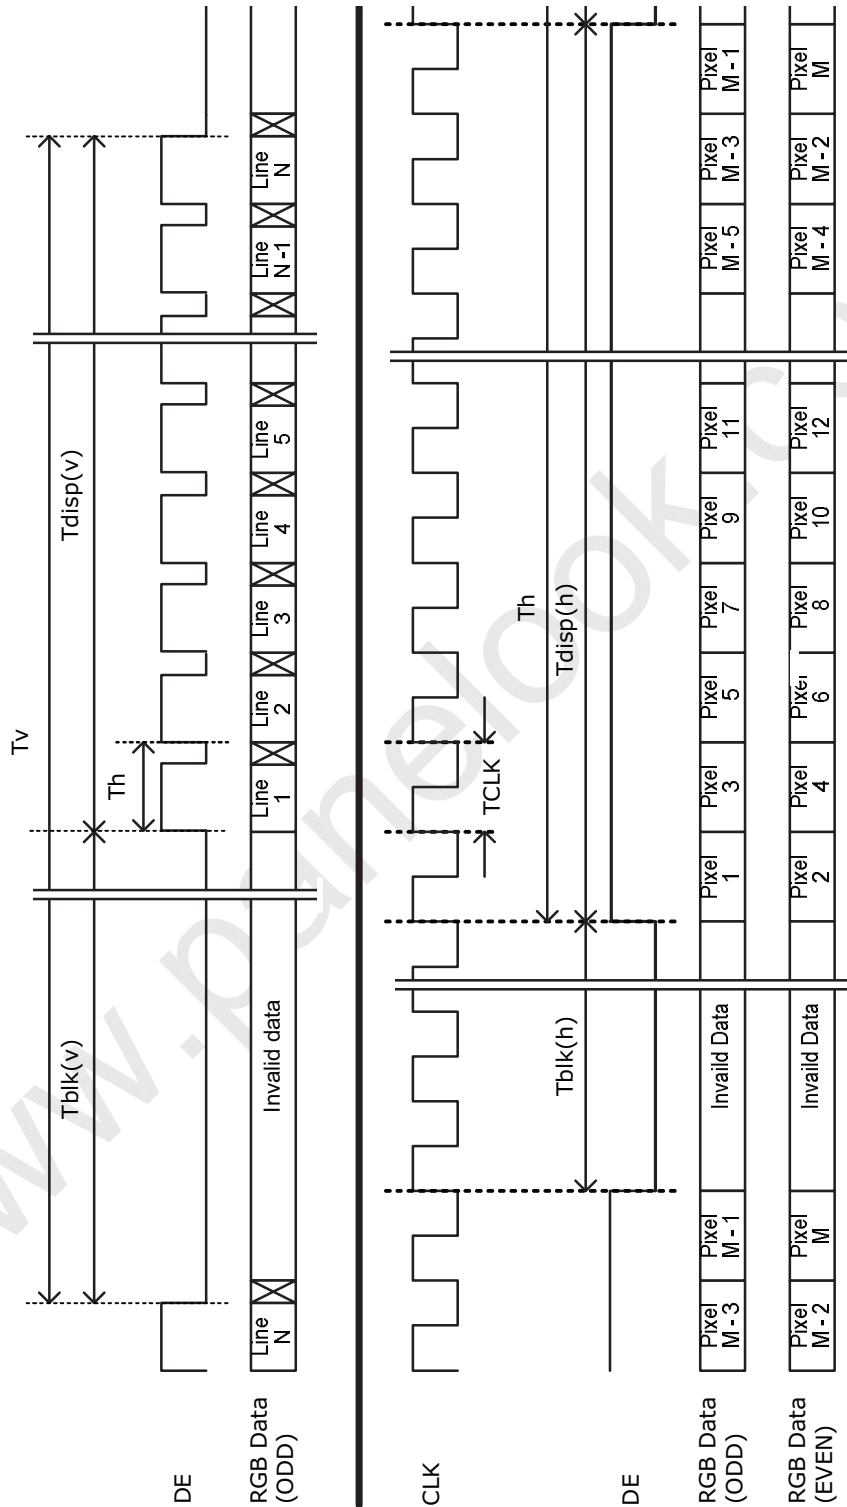 Tv
Tblk(v)
Tdisp(v)
Th
DE
RGB Data
(ODD)
Line
N
Invalid data
Line
1
Line
2
Line
3
Line
4
Line
5
Line
N-1
Line
N
CLK
TCLK
Th
Tblk(h)
Tdisp(h)
DE
RGB Data
(ODD)
Pixel
M - 3
Pixel
M - 1
Invaild Data
Pixel
1
Pixel
3
Pixel
5
Pixel
7
Pixel
9
Pixel
11
Pixel
M - 5
Pixel
M - 3
Pixel
M - 1
RGB Data
(EVEN)
Pixel
M - 2
Pixel
M
Invaild Data
Pixel
2
Pixel
4
Pixel
6
Pixel
8
Pixel
10
Pixel
12
Pixel
M - 4
Pixel
M - 2
Pixel
M
ww.panelook.c